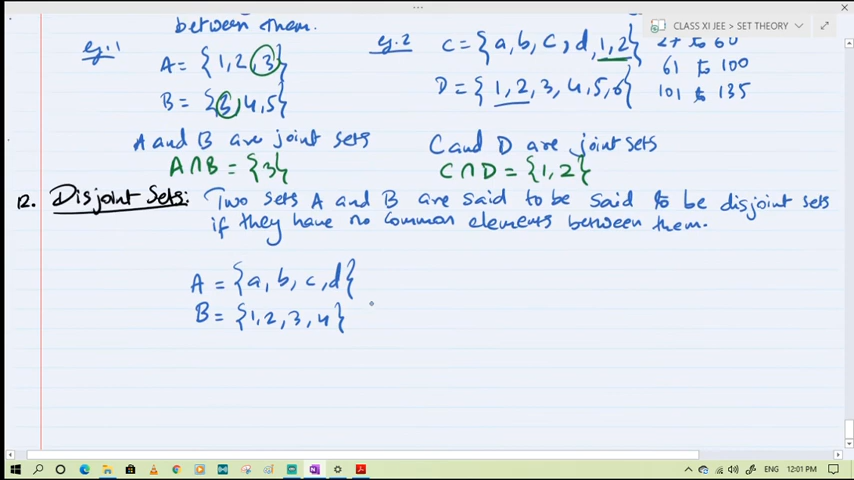 between them.
CLASS XI JEE > SET THEORY
eg.1
A = {1, 2, 3}
B = {3, 4, 5}
A and B are joint sets
A ∩ B = {3}
eg.2
C = {a, b, c, d, 1, 2}
D = {1, 2, 3, 4, 5, 6}
C and D are joint sets
C ∩ D = {1, 2}
27 to 60
61 to 100
101 to 135
12. Disjoint Sets: Two sets A and B are said to be said to be disjoint sets
if they have no common elements between them.
A = {a, b, c, d}
B = {1, 2, 3, 4}
ENG 12:01 PM